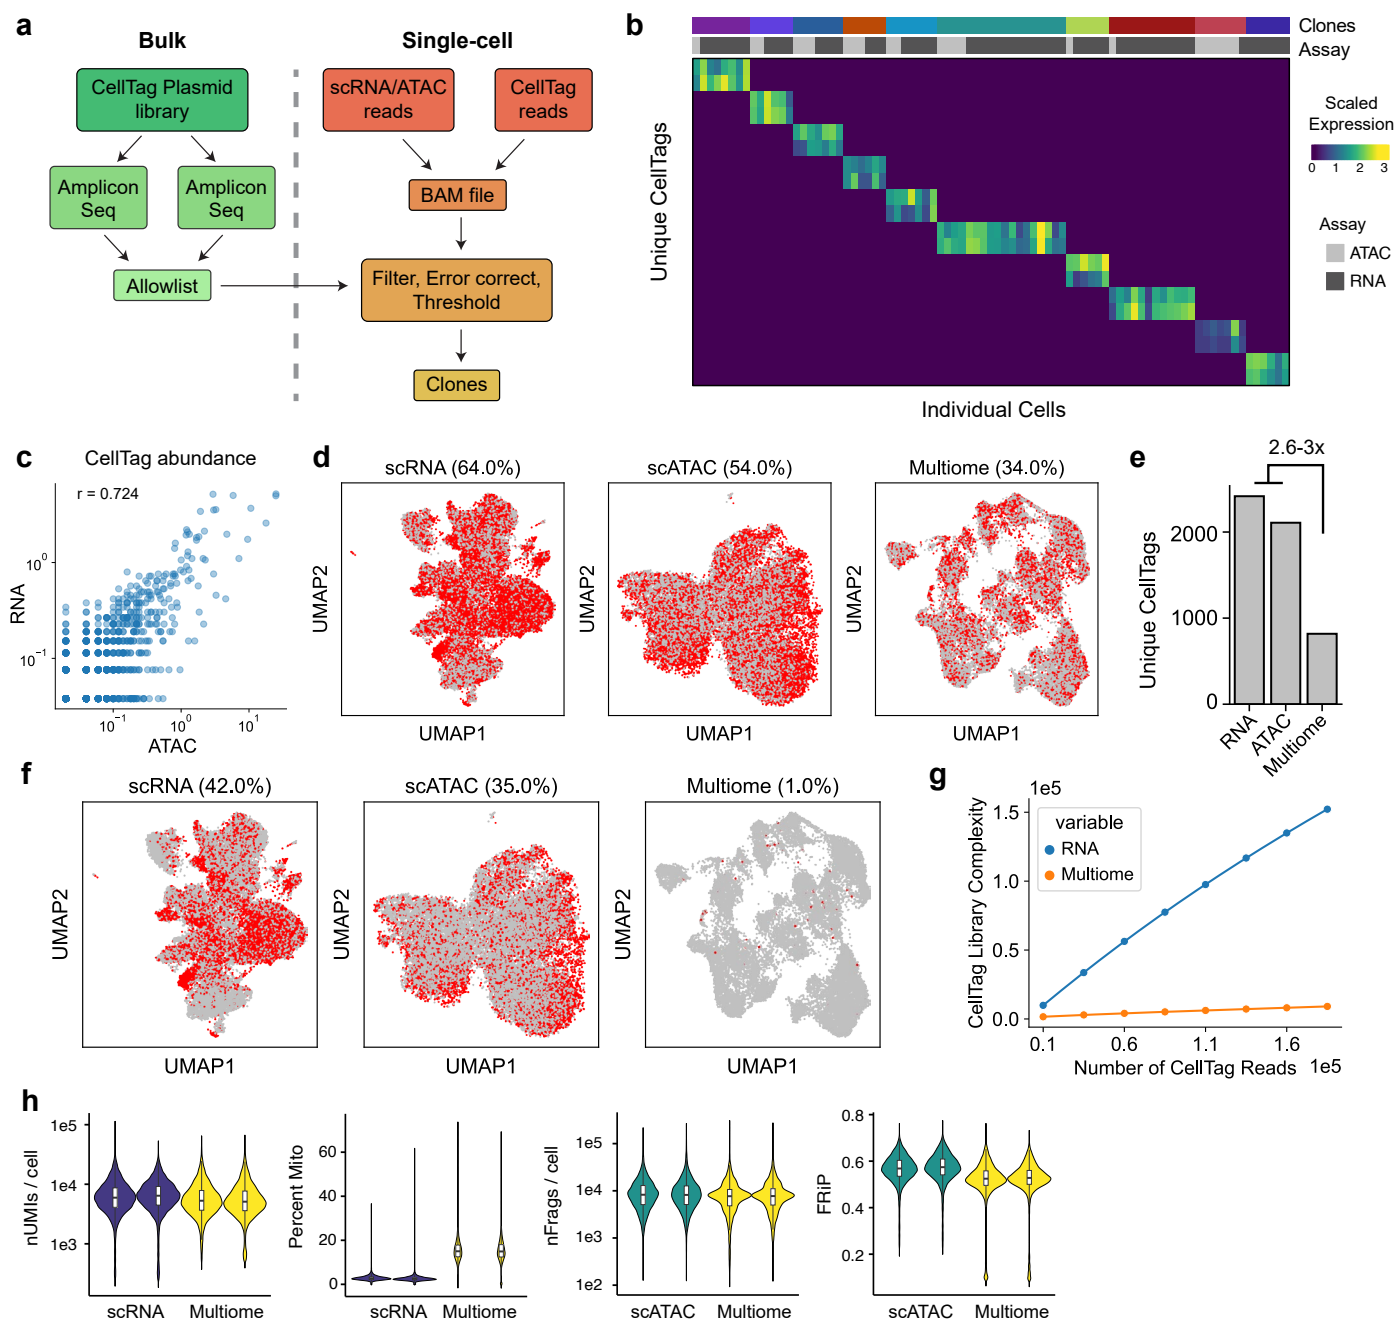 a
Bulk
Single-cell
CellTag Plasmid
library
scRNA/ATAC
reads
CellTag
reads
Amplicon
Seq
Amplicon
Seq
BAM file
Allowlist
Filter, Error correct,
Threshold
Clones
b
Clones
Assay
Unique CellTags
Individual Cells
Scaled
Expression
0 1 2 3
Assay
ATAC
RNA
c
CellTag abundance
r = 0.724
RNA
10⁰
10⁻¹
10⁻¹ 10⁰ 10¹
ATAC
d
scRNA (64.0%)
scATAC (54.0%)
Multiome (34.0%)
UMAP2
UMAP1
UMAP2
UMAP1
UMAP2
UMAP1
e
2.6-3x
Unique CellTags
2000
1000
0
RNA
ATAC
Multiome
f
scRNA (42.0%)
scATAC (35.0%)
Multiome (1.0%)
UMAP2
UMAP1
UMAP2
UMAP1
UMAP2
UMAP1
g
1e5
CellTag Library Complexity
1.5
1.0
0.5
0.0
variable
RNA
Multiome
0.1 0.6 1.1 1.6
Number of CellTag Reads 1e5
h
nUMIs / cell
1e5
1e4
1e3
scRNA Multiome
Percent Mito
60
40
20
0
scRNA Multiome
nFrags / cell
1e5
1e4
1e3
1e2
scATAC Multiome
FRiP
0.8
0.6
0.4
0.2
scATAC Multiome